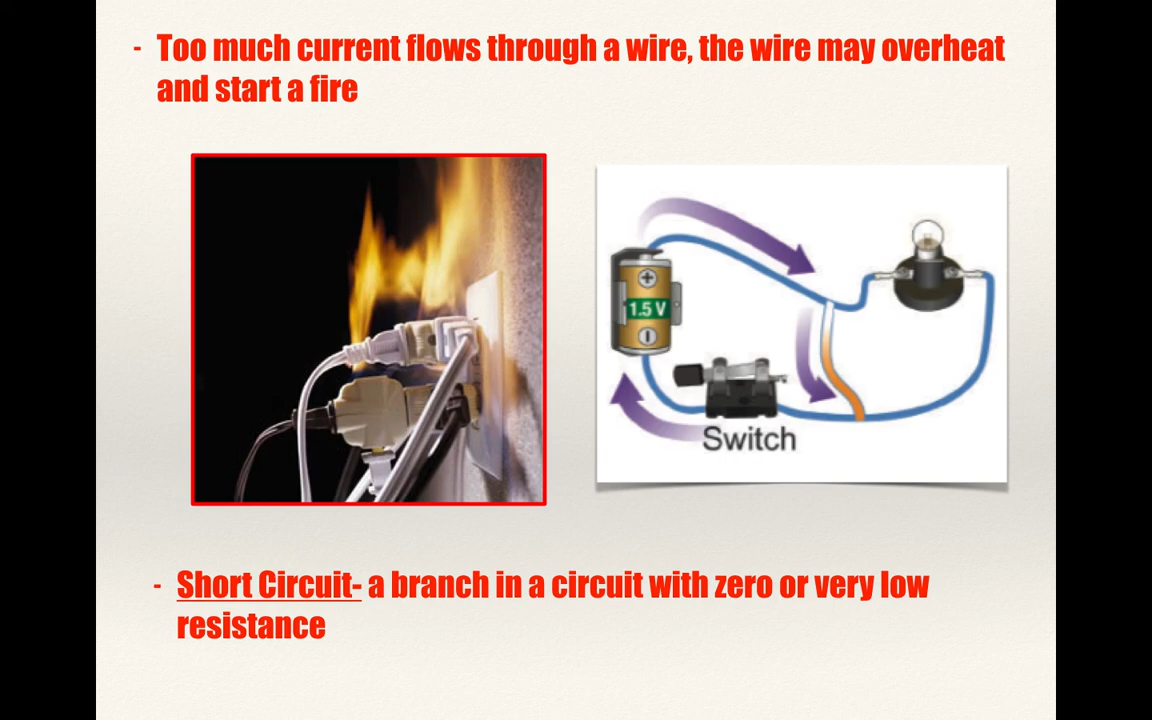 - Too much current flows through a wire, the wire may overheat
and start a fire
+
1.5 V
Switch
- Short Circuit- a branch in a circuit with zero or very low
resistance